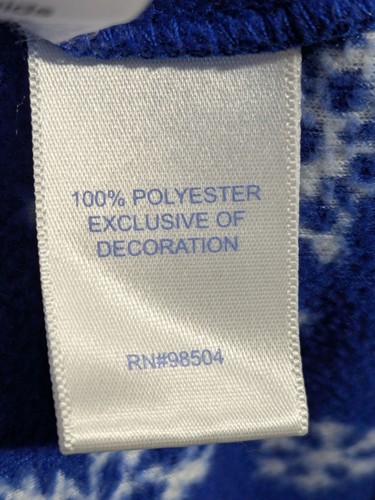 100% POLYESTER
EXCLUSIVE OF
DECORATION
RN#98504